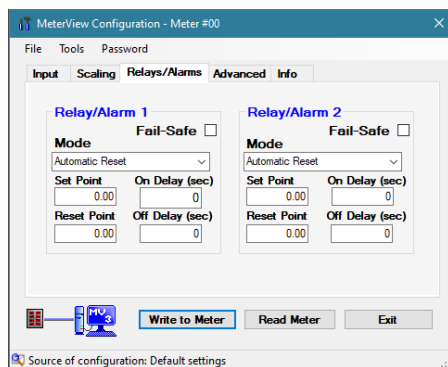 MeterView Configuration - Meter #00
File Tools Password
Input Scaling Relays/Alarms Advanced Info
Relay/Alarm 1
Fail-Safe
Mode
Automatic Reset
Set Point On Delay (sec)
0.00 0
Reset Point Off Delay (sec)
0.00 0
Relay/Alarm 2
Fail-Safe
Mode
Automatic Reset
Set Point On Delay (sec)
0.00 0
Reset Point Off Delay (sec)
0.00 0
MV
3
Write to Meter Read Meter Exit
Source of configuration: Default settings